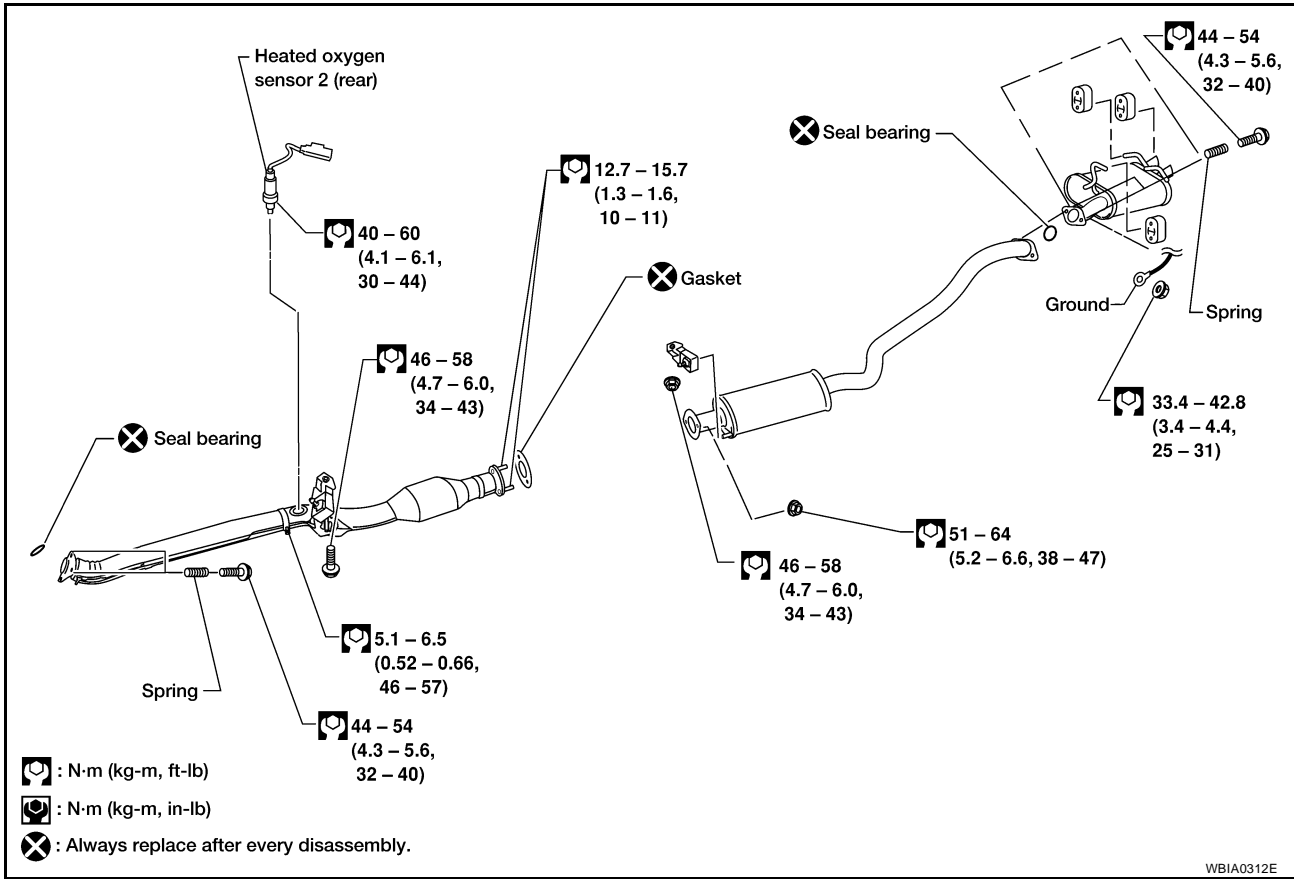 Heated oxygen
sensor 2 (rear)
40 – 60
(4.1 – 6.1,
30 – 44)
12.7 – 15.7
(1.3 – 1.6,
10 – 11)
Gasket
46 – 58
(4.7 – 6.0,
34 – 43)
Seal bearing
Spring
5.1 – 6.5
(0.52 – 0.66,
46 – 57)
44 – 54
(4.3 – 5.6,
32 – 40)
44 – 54
(4.3 – 5.6,
32 – 40)
Seal bearing
Ground
Spring
33.4 – 42.8
(3.4 – 4.4,
25 – 31)
51 – 64
(5.2 – 6.6, 38 – 47)
46 – 58
(4.7 – 6.0,
34 – 43)
: N·m (kg-m, ft-lb)
: N·m (kg-m, in-lb)
: Always replace after every disassembly.
WBIA0312E